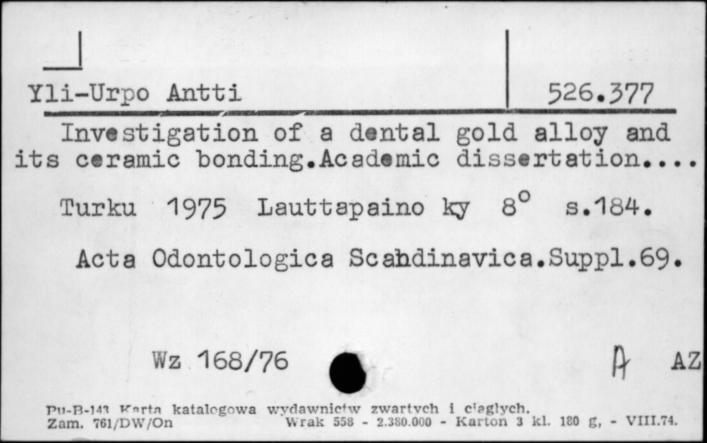 Yli-Urpo Antti 526.377
Investigation of a dental gold alloy and
its ceramic bonding.Academic dissertation....
Turku 1975 Lauttapaino ky 8° s.184.
Acta Odontologica Scahdinavica.Suppl.69.
Wz 168/76 A AZ
Pu-B-143 Karta katalogowa wydawnictw zwartych i ciągłych.
Zam. 761/DW/On Wrak 558 - 2.380.000 - Karton 3 kl. 180 g, - VIII.74.